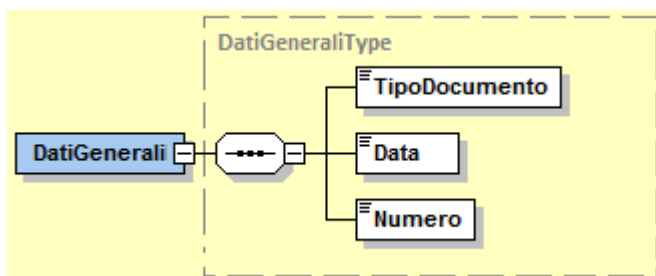 DatiGeneraliType
TipoDocumento
DatiGenerali
Data
Numero